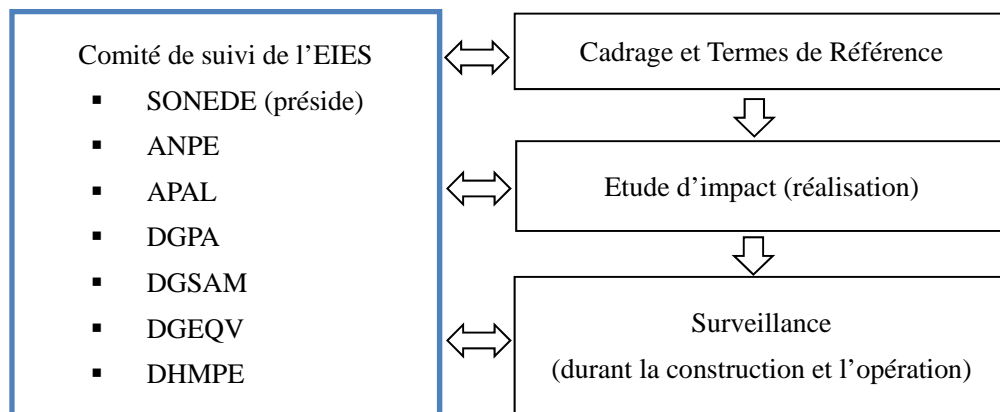 Comité de suivi de l’EIES
▪ SONEDE (préside)
▪ ANPE
▪ APAL
▪ DGPA
▪ DGSAM
▪ DGEQV
▪ DHMPE
Cadrage et Termes de Référence
Etude d’impact (réalisation)
Surveillance
(durant la construction et l’opération)